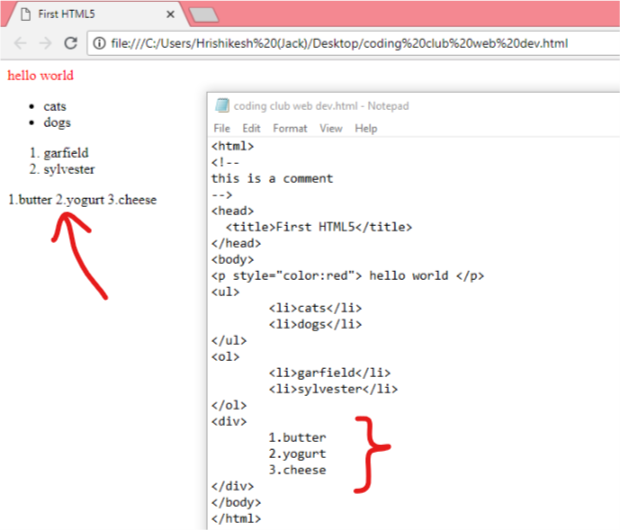 First HTML5
file:///C:/Users/Hrishikesh%20(Jack)/Desktop/coding%20club%20web%20dev.html
hello world
• cats
• dogs
1. garfield
2. sylvester
1.butter 2.yogurt 3.cheese
coding club web dev.html - Notepad
File Edit Format View Help
<html>
<!--
this is a comment
-->
<head>
<title>First HTML5</title>
</head>
<body>
<p style="color:red"> hello world </p>
<ul>
<li>cats</li>
<li>dogs</li>
</ul>
<ol>
<li>garfield</li>
<li>sylvester</li>
</ol>
<div>
1.butter
2.yogurt
3.cheese
</div>
</body>
</html>